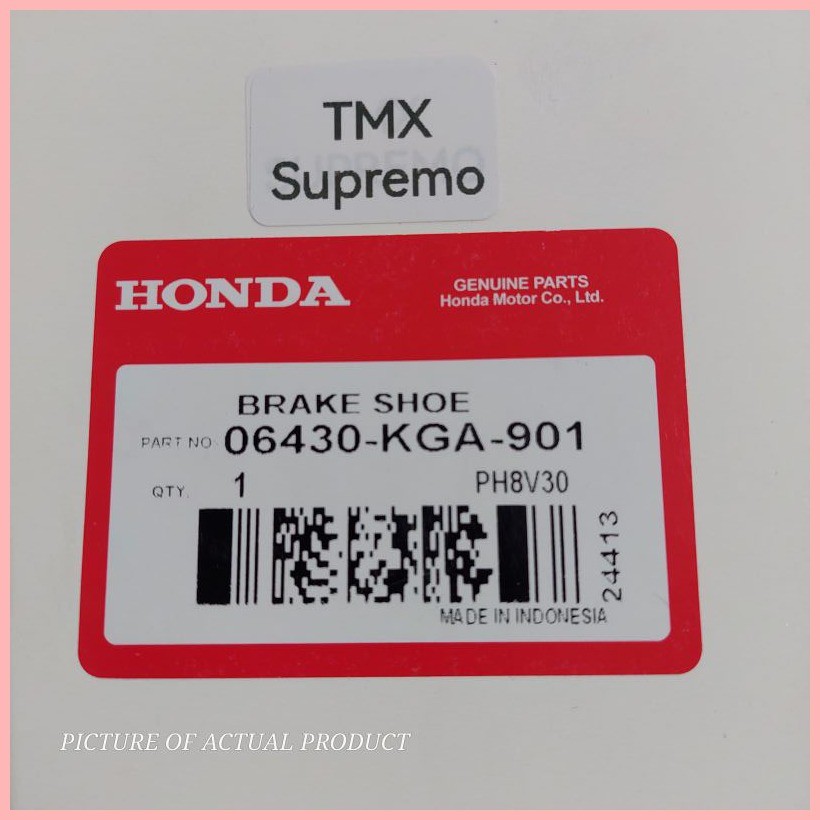 TMX
Supremo
HONDA
GENUINE PARTS
Honda Motor Co., Ltd.
BRAKE SHOE
PART NO. 06430-KGA-901
QTY. 1 PH8V30
24413
MADE IN INDONESIA
PICTURE OF ACTUAL PRODUCT